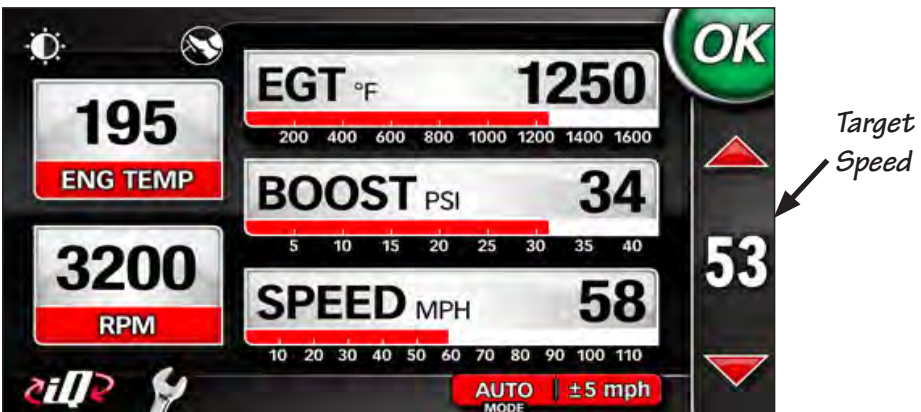 OK
EGT °F 1250
200 400 600 800 1000 1200 1400 1600
195
ENG TEMP
BOOST PSI 34
5 10 15 20 25 30 35 40
3200
RPM
SPEED MPH 58
10 20 30 40 50 60 70 80 90 100 110
iQ
AUTO ±5 mph
MODE
53
Target
Speed